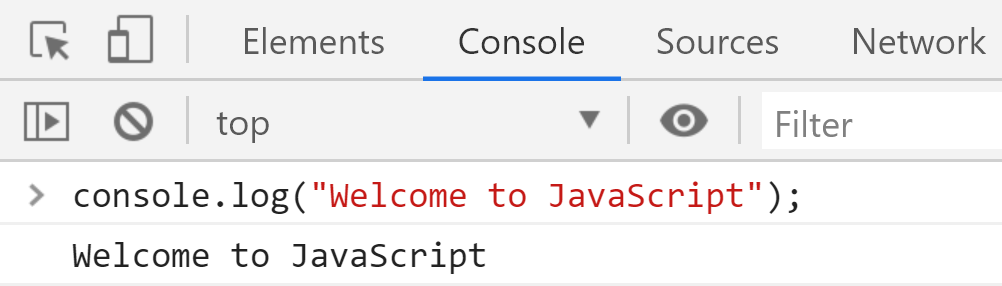 Elements Console Sources Network
top Filter
console.log("Welcome to JavaScript");
Welcome to JavaScript